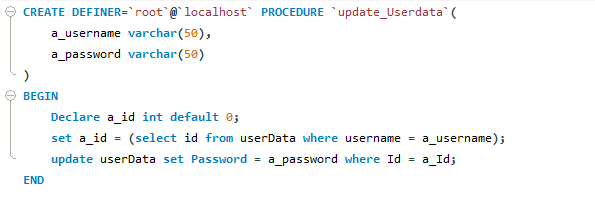 CREATE DEFINER=`root`@`localhost` PROCEDURE `update_Userdata`(
a_username varchar(50),
a_password varchar(50)
)
BEGIN
Declare a_id int default 0;
set a_id = (select id from userData where username = a_username);
update userData set Password = a_password where Id = a_Id;
END